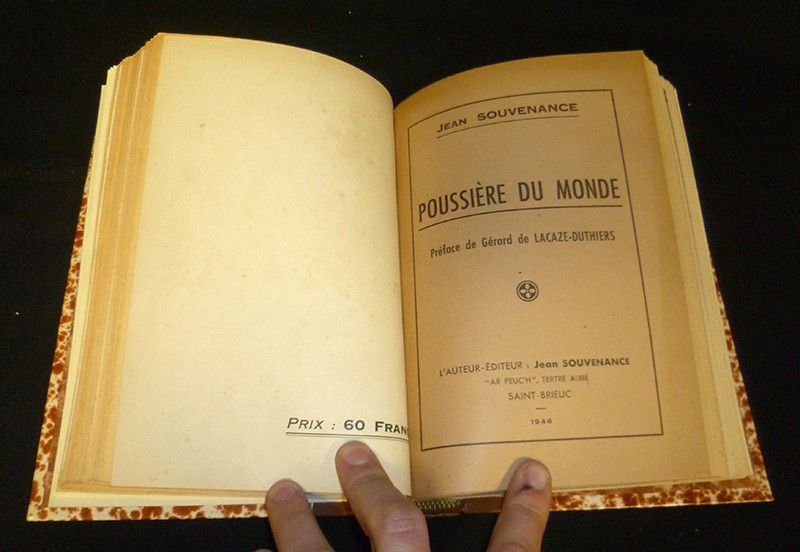 PRIX : 60 FRAN
JEAN SOUVENANCE
POUSSIÈRE DU MONDE
Préface de Gérard de LACAZE-DUTHIERS
L'AUTEUR-ÉDITEUR : Jean SOUVENANCE
"AR PEUC'H", TERTRE AUBÉ
SAINT-BRIEUC
1946